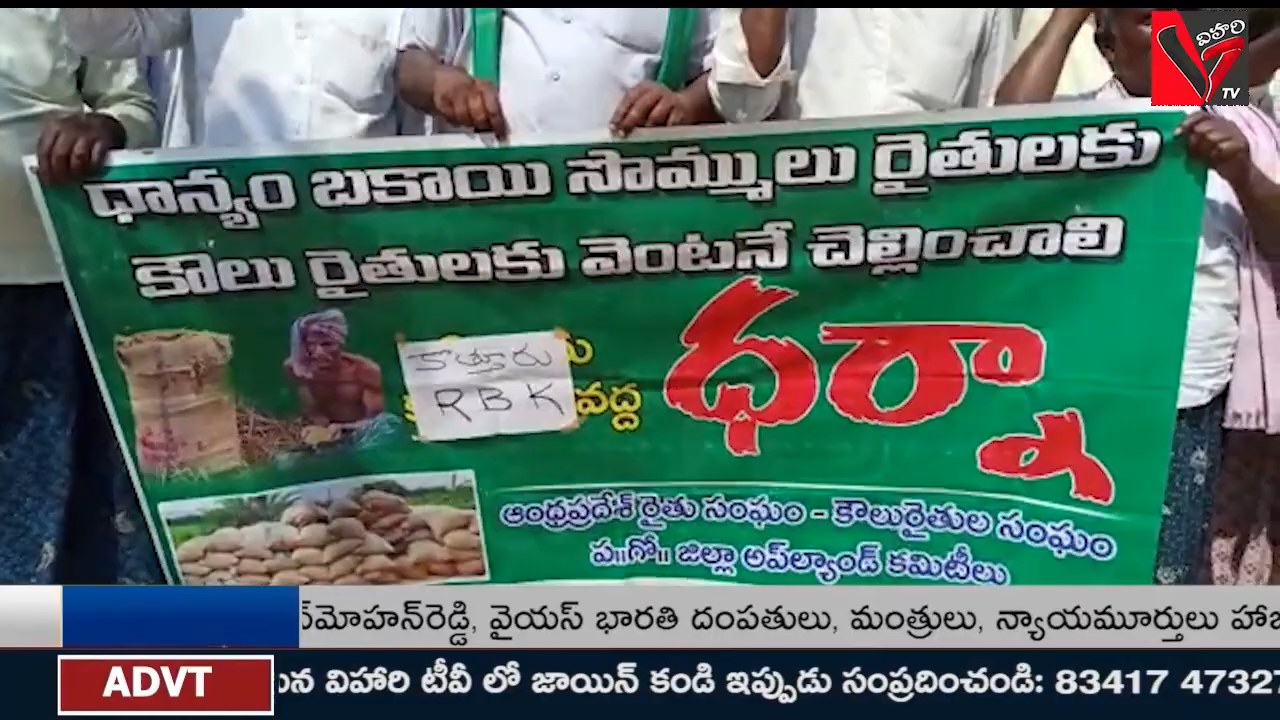 విహారి
TV
ధాన్యం బకాయి సొమ్ములు రైతులకు
కౌలు రైతులకు వెంటనే చెల్లించాలి
కొత్తూరు
RBK వద్ద
ధర్నా
ఆంధ్రప్రదేశ్ రైతు సంఘం - కౌలురైతుల సంఘం
ప॥గో॥ జిల్లా అప్‌ల్యాండ్ కమిటీలు
మోహన్‌రెడ్డి, వైయస్ భారతి దంపతులు, మంత్రులు, న్యాయమూర్తులు
ADVT
విహారి టీవీ లో జాయిన్ కండి ఇప్పుడు సంప్రదించండి: 83417 4732